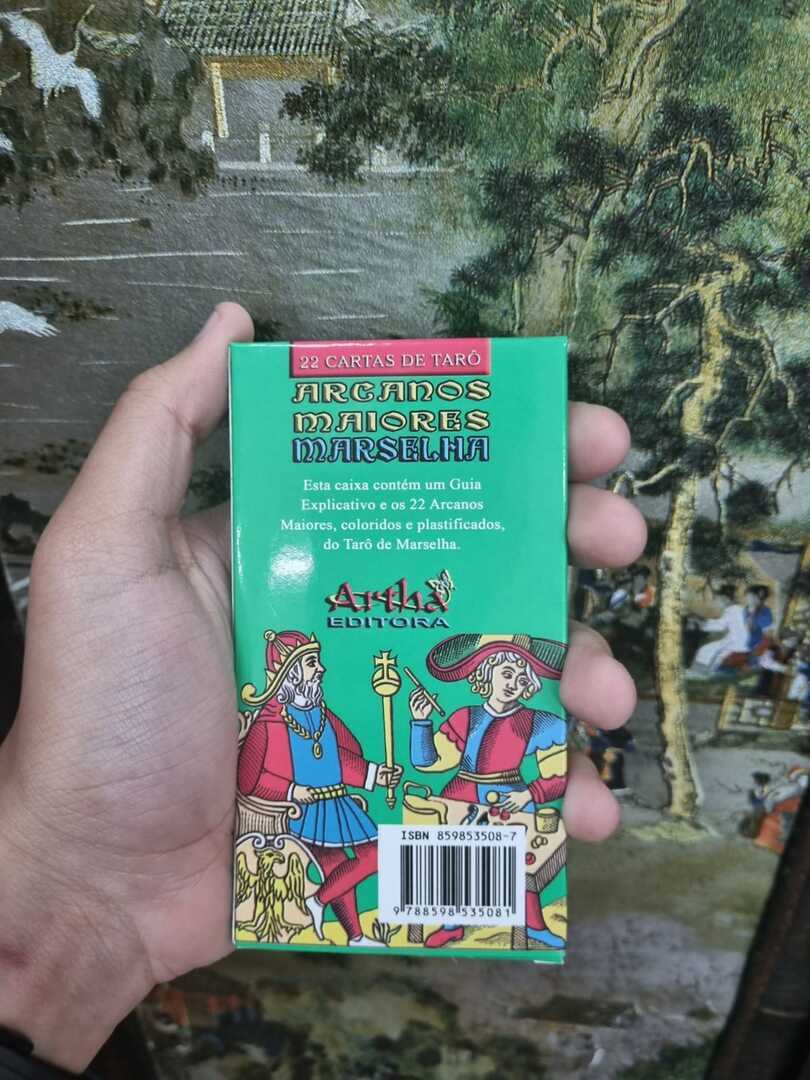 22 CARTAS DE TARÔ
ARCANOS
MAIORES
MARSELHA
Esta caixa contém um Guia
Explicativo e os 22 Arcanos
Maiores, coloridos e plastificados,
do Tarô de Marselha.
Artha
EDITORA
ISBN 859853508-7
9 788598 535081